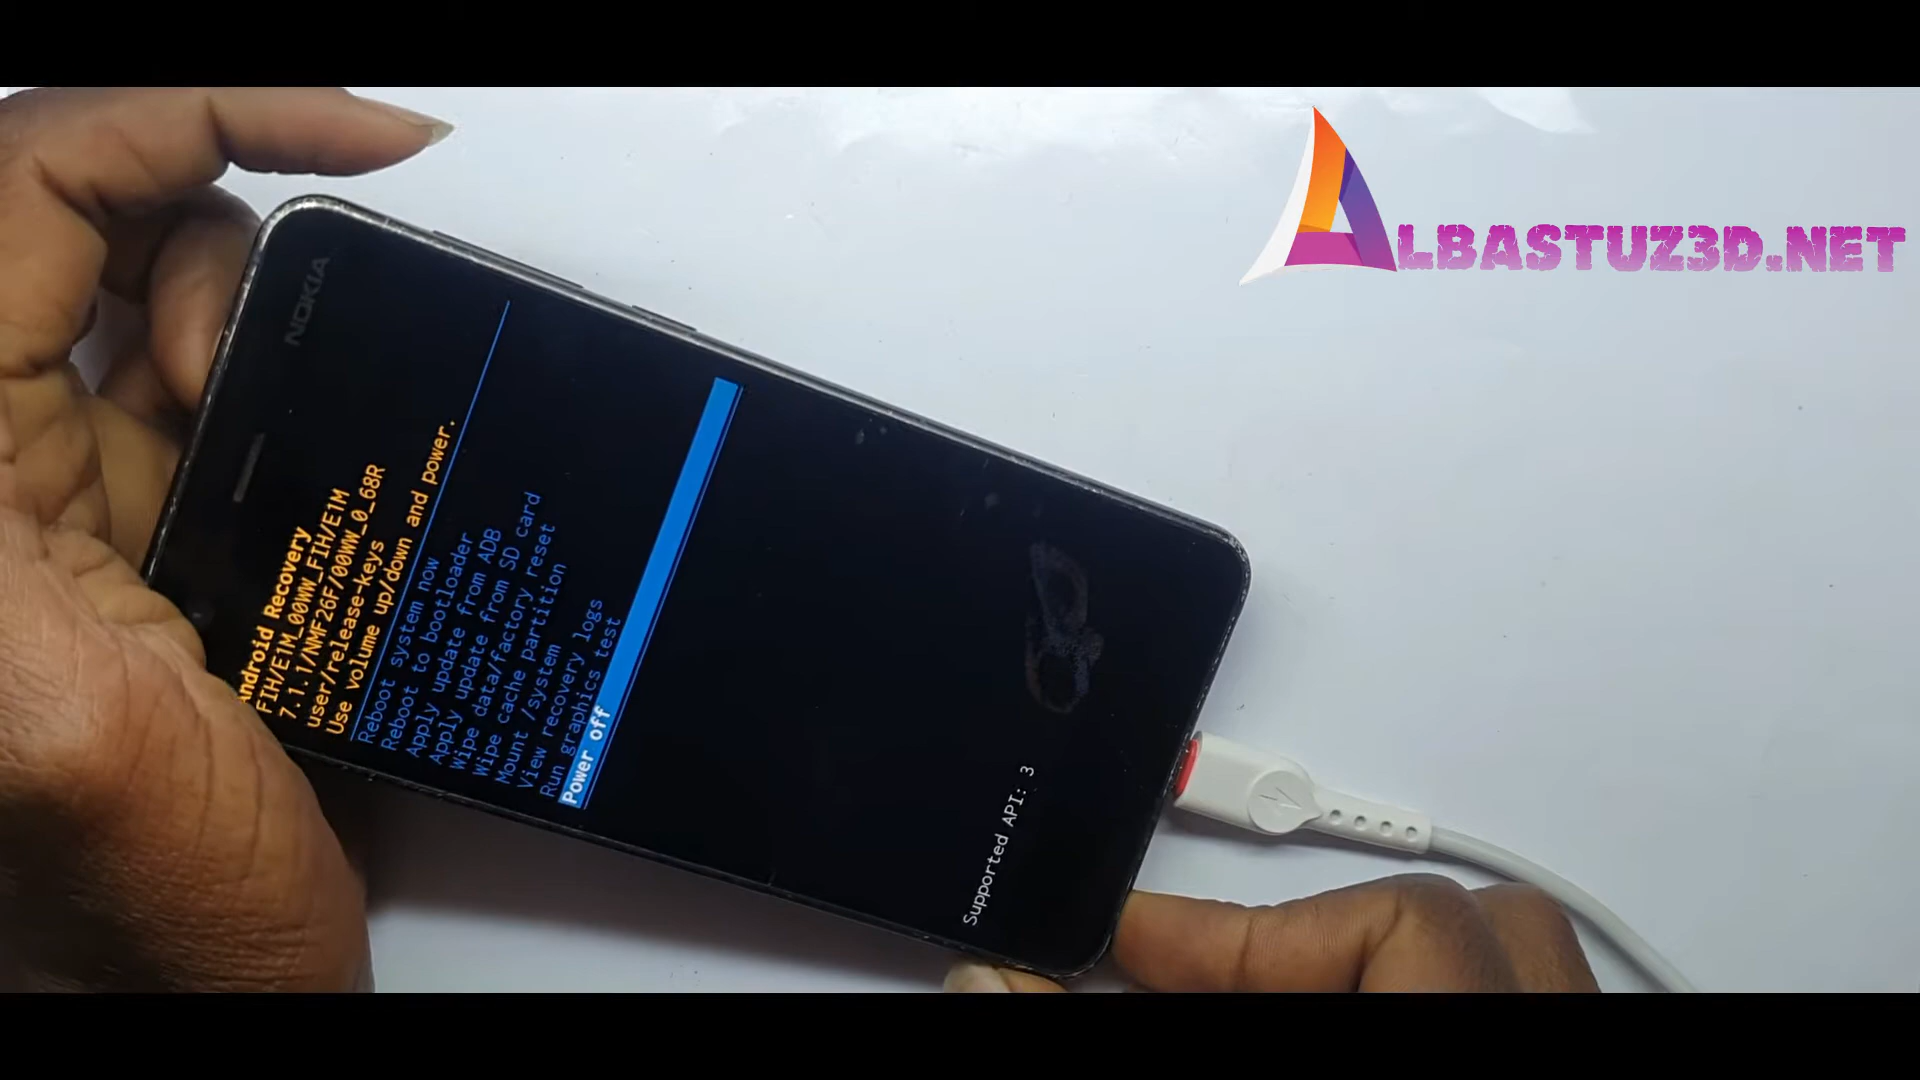 ALBASTUZ3D.NET
NOKIA
Android Recovery
FIH/E1M_00WW_FIH/E1M
7.1.1/NMF26F/00WW_0_68R
user/release-keys
Use volume up/down and power.
Reboot system now
Reboot to bootloader
Apply update from ADB
Apply update from SD card
Wipe data/factory reset
Wipe cache partition
Mount /system
View recovery logs
Run graphics test
Power off
Supported API: 3